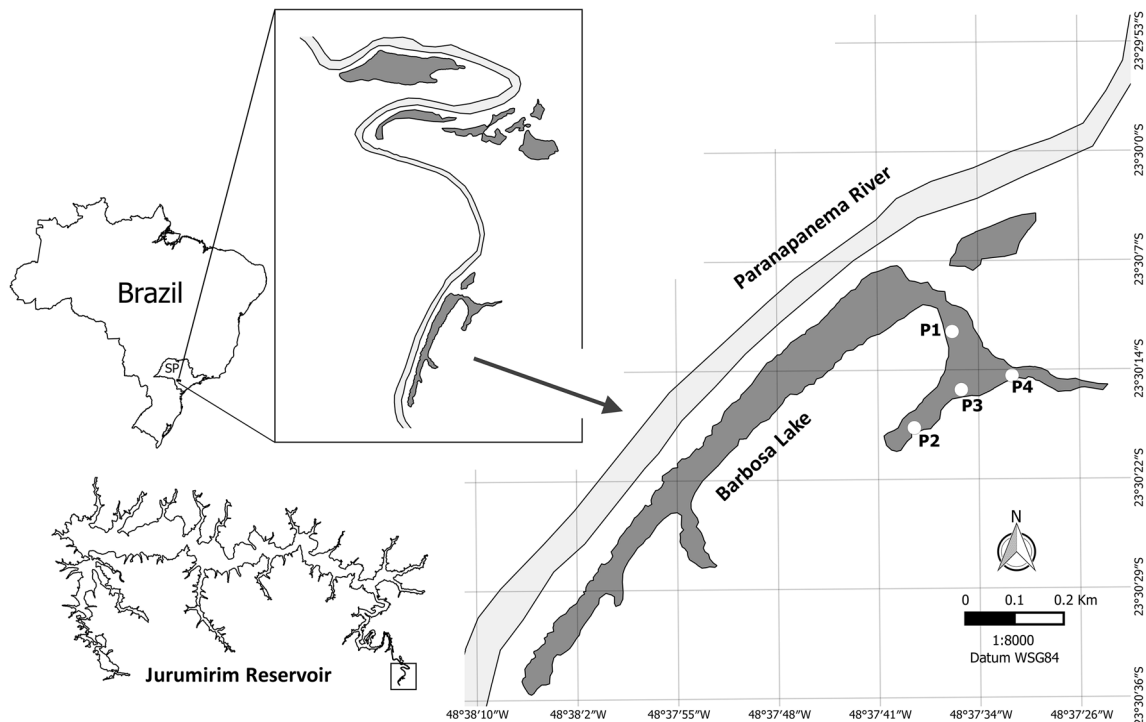 Brazil
SP
Jurumirim Reservoir
Paranapanema River
Barbosa Lake
P1
P4
P3
P2
N
0 0.1 0.2 Km
1:8000
Datum WSG84
23°29'53"S
23°30'0"S
23°30'7"S
23°30'14"S
23°30'22"S
23°30'29"S
23°30'36"S
48°38'10"W 48°38'2"W 48°37'55"W 48°37'48"W 48°37'41"W 48°37'34"W 48°37'26"W